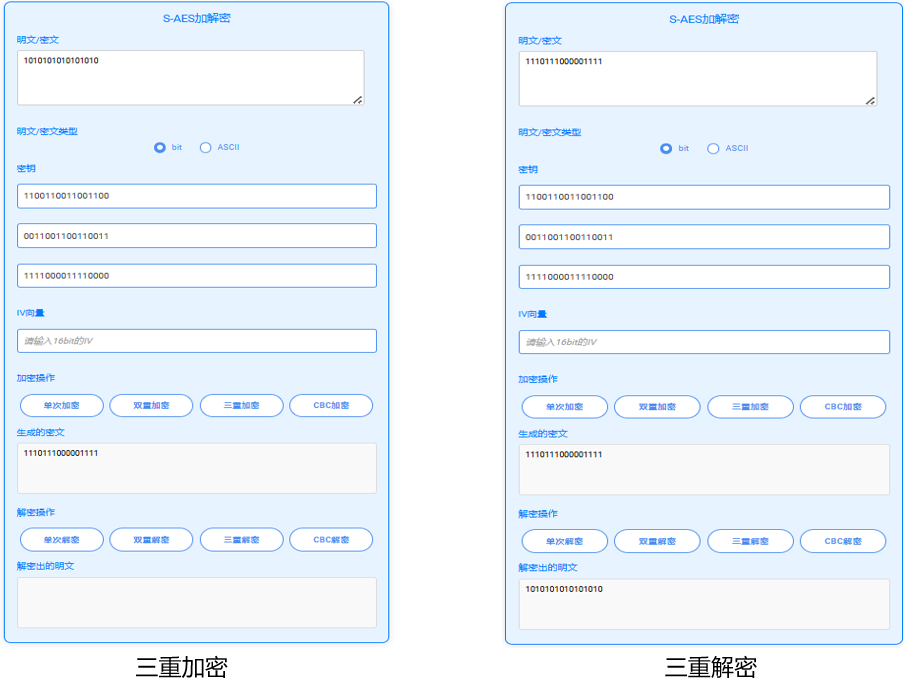 S-AES加解密
明文/密文
1010101010101010
明文/密文类型
bit ASCII
密钥
1100110011001100
0011001100110011
1111000011110000
IV向量
请输入16bit的IV
加密操作
单次加密 双重加密 三重加密 CBC加密
生成的密文
1110111000001111
解密操作
单次解密 双重解密 三重解密 CBC解密
解密出的明文
三重加密
S-AES加解密
明文/密文
1110111000001111
明文/密文类型
bit ASCII
密钥
1100110011001100
0011001100110011
1111000011110000
IV向量
请输入16bit的IV
加密操作
单次加密 双重加密 三重加密 CBC加密
生成的密文
1110111000001111
解密操作
单次解密 双重解密 三重解密 CBC解密
解密出的明文
1010101010101010
三重解密